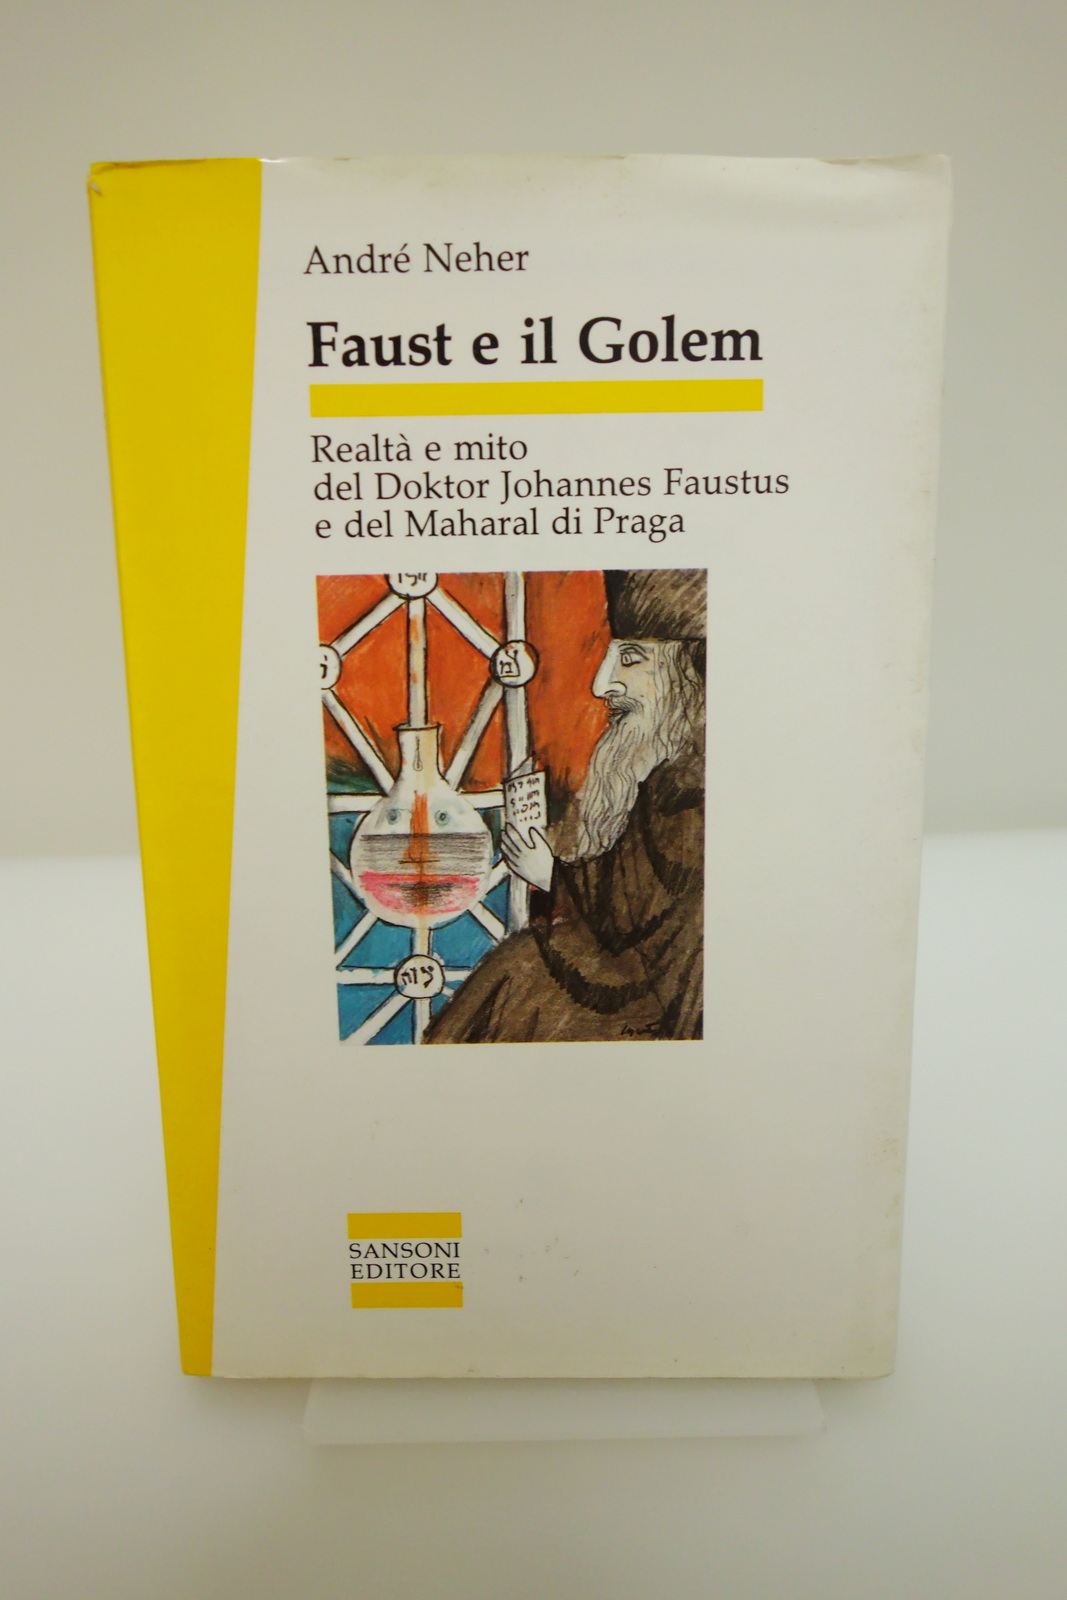 André Neher
Faust e il Golem
Realtà e mito
del Doktor Johannes Faustus
e del Maharal di Praga
SANSONI
EDITORE